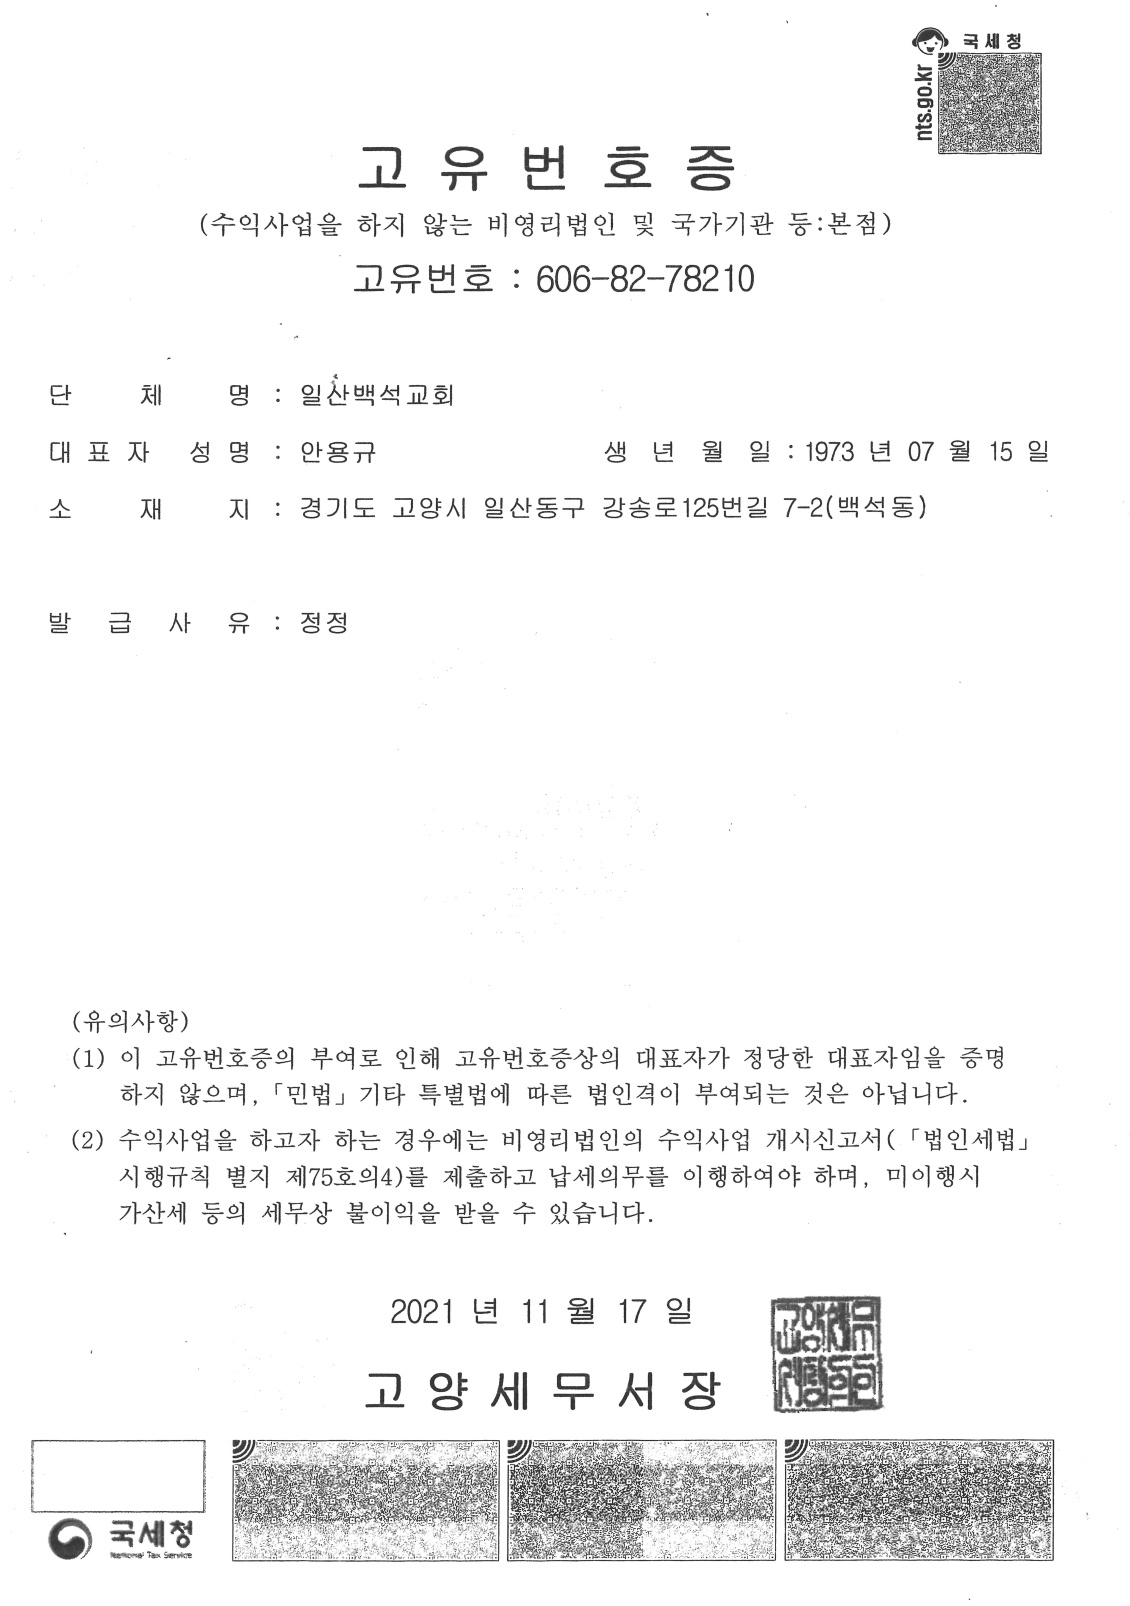 국세청
nts.go.kr
고유번호증
(수익사업을 하지 않는 비영리법인 및 국가기관 등:본점)
고유번호 : 606-82-78210
단 체 명 : 일산백석교회
대표자 성명 : 안용규 생 년 월 일 : 1973 년 07 월 15 일
소 재 지 : 경기도 고양시 일산동구 강송로125번길 7-2(백석동)
발 급 사 유 : 정정
(유의사항)
(1) 이 고유번호증의 부여로 인해 고유번호증상의 대표자가 정당한 대표자임을 증명
하지 않으며, 「민법」 기타 특별법에 따른 법인격이 부여되는 것은 아닙니다.
(2) 수익사업을 하고자 하는 경우에는 비영리법인의 수익사업 개시신고서(「법인세법」
시행규칙 별지 제75호의4)를 제출하고 납세의무를 이행하여야 하며, 미이행시
가산세 등의 세무상 불이익을 받을 수 있습니다.
2021 년 11 월 17 일
고양세무서장
국세청
National Tax Service